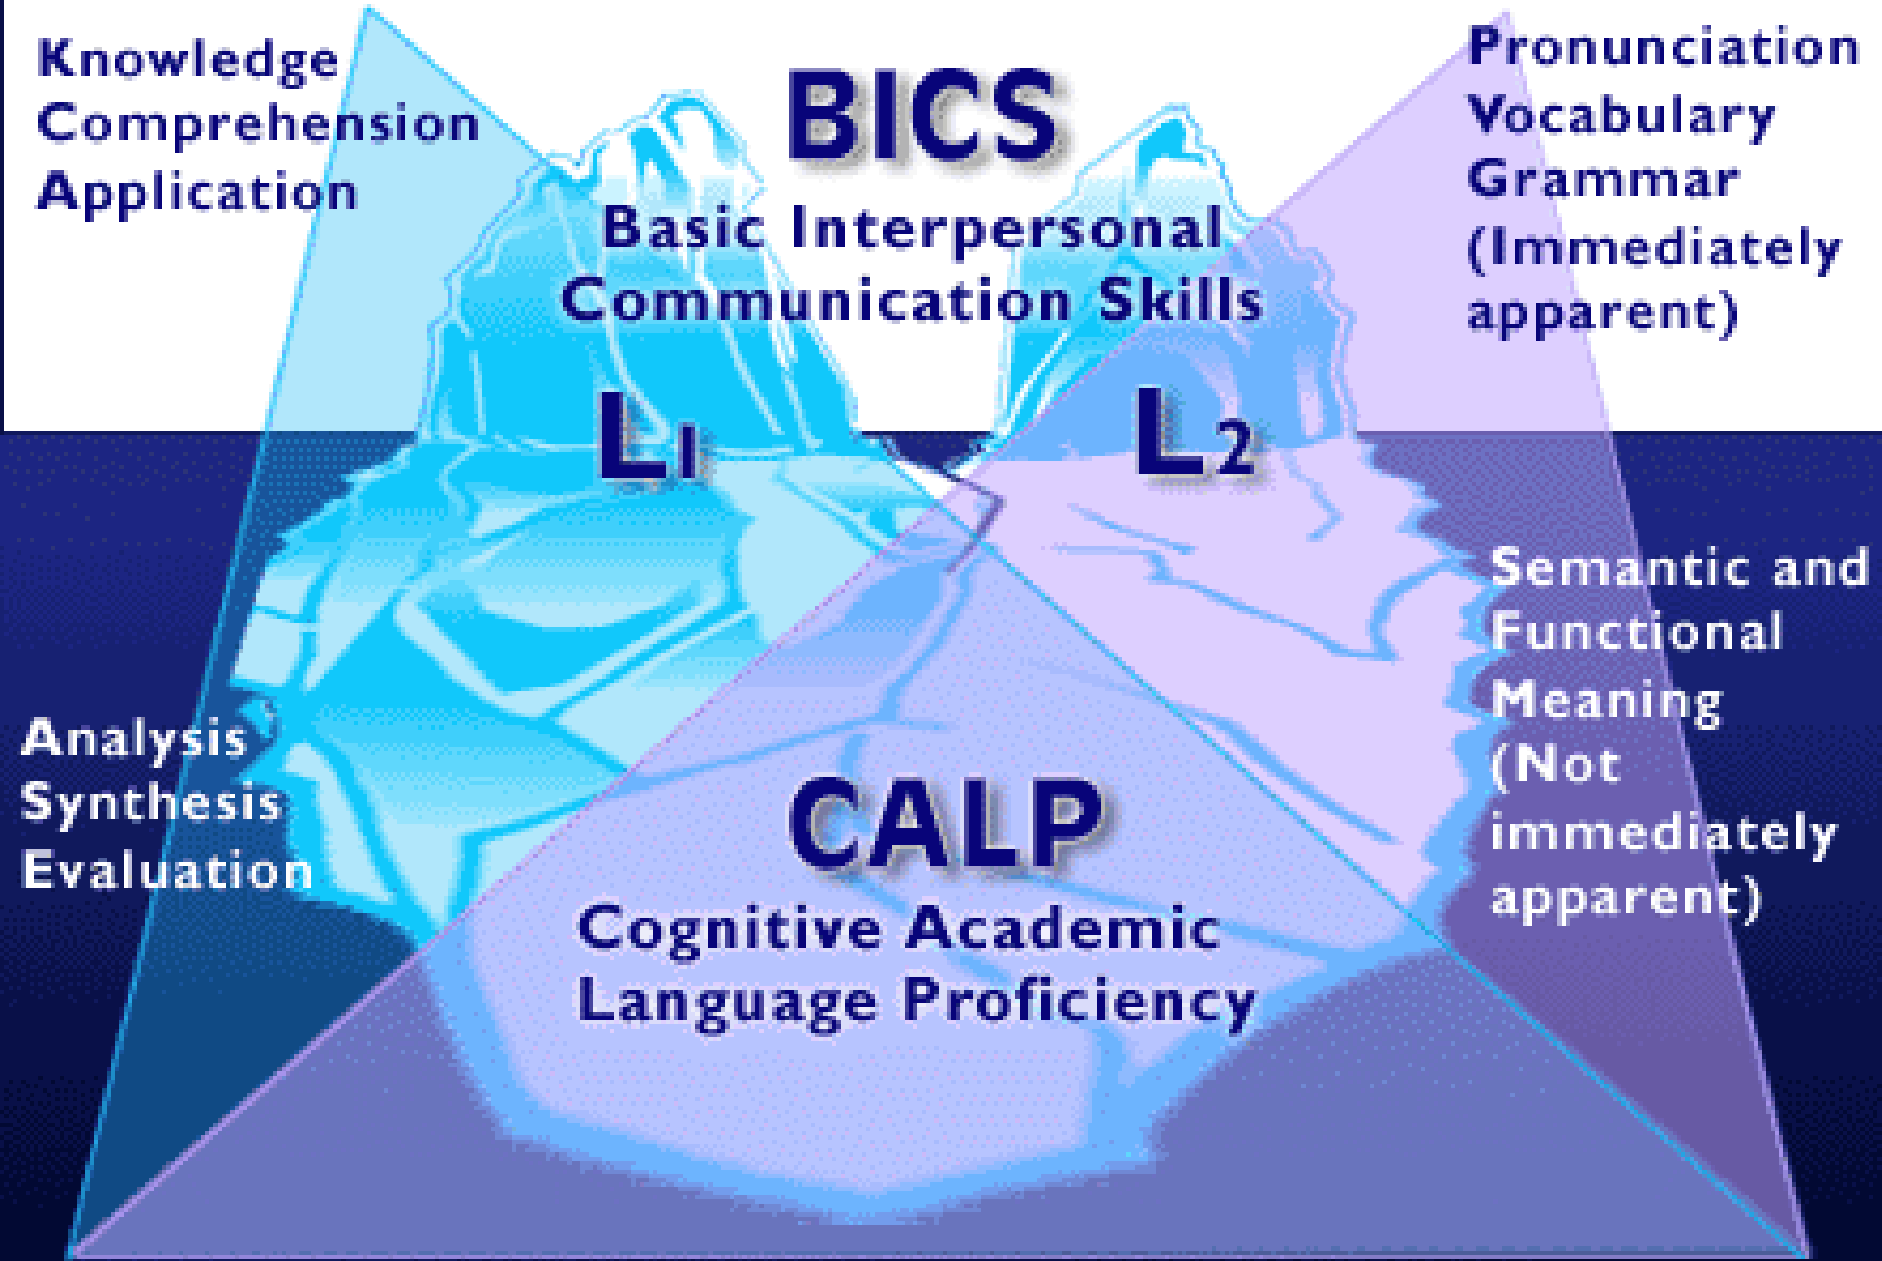 Knowledge
Comprehension
Application
BICS
Basic Interpersonal
Communication Skills
Pronunciation
Vocabulary
Grammar
(Immediately
apparent)
L1
L2
Analysis
Synthesis
Evaluation
CALP
Cognitive Academic
Language Proficiency
Semantic and
Functional
Meaning
(Not
immediately
apparent)